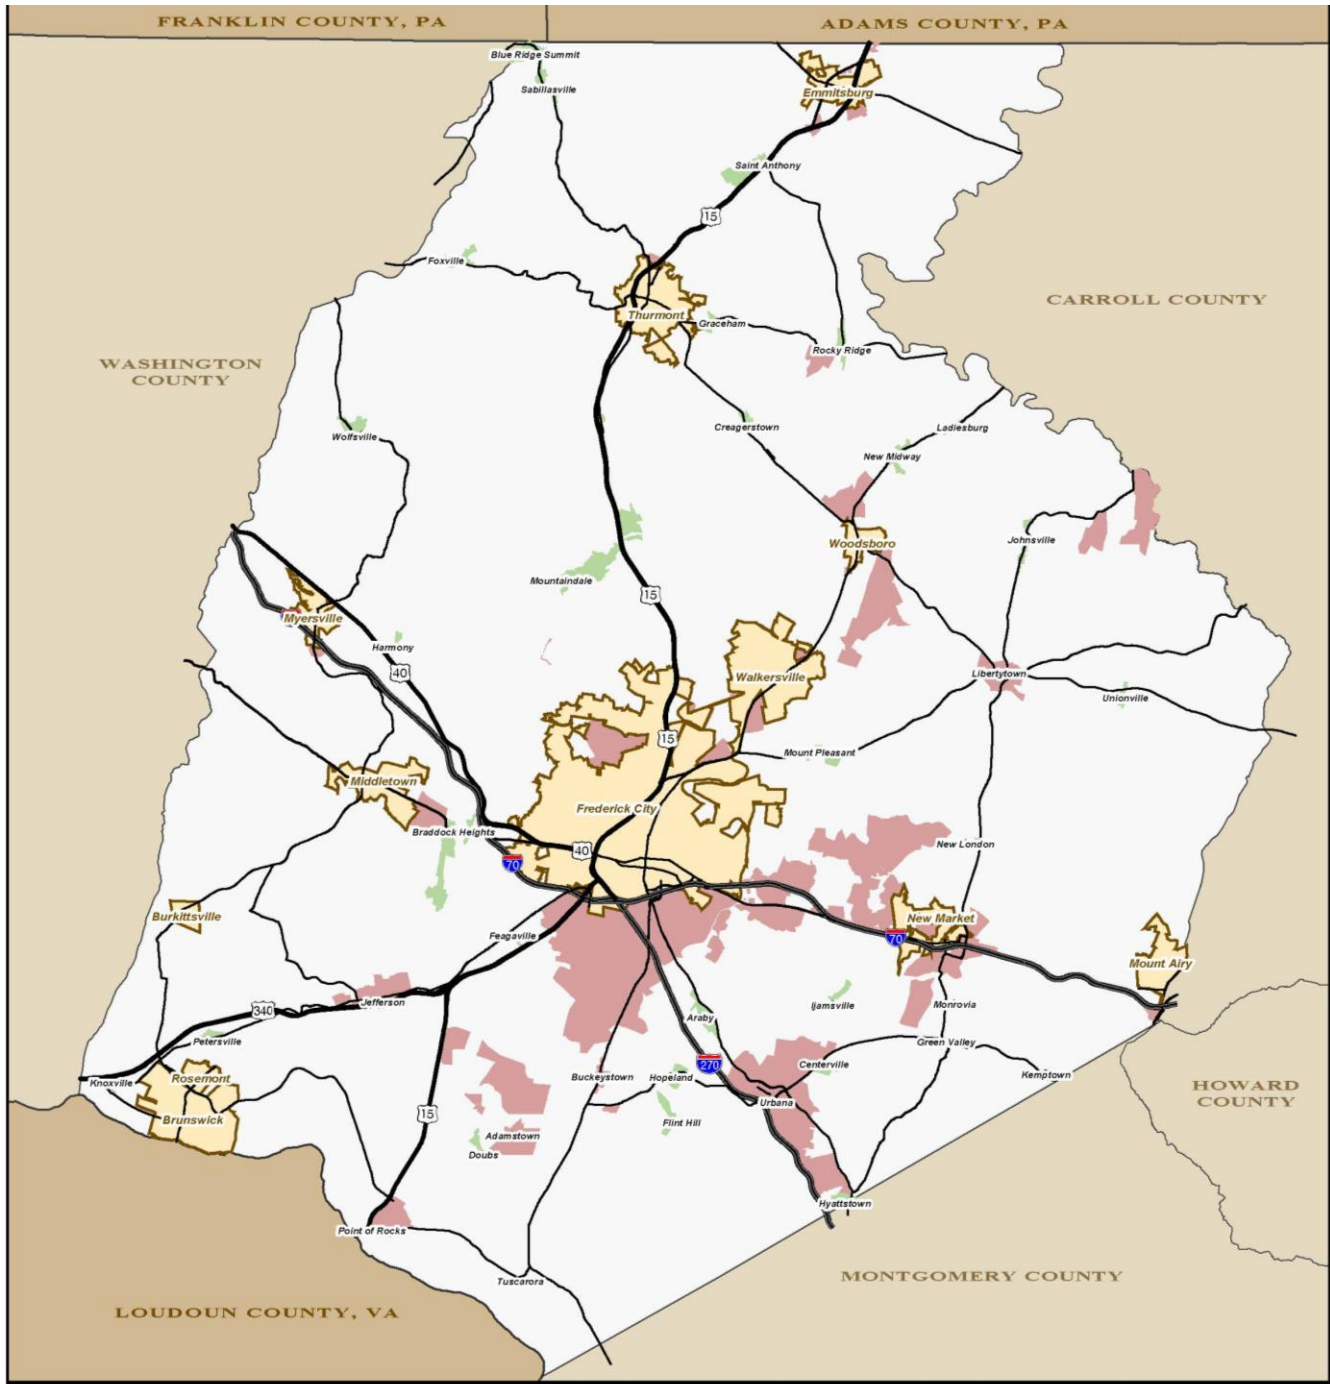 FRANKLIN COUNTY, PA
ADAMS COUNTY, PA
Blue Ridge Summit
Sabillasville
Emmitsburg
Saint Anthony
15
Foxville
CARROLL COUNTY
Thurmont
Graceham
Rocky Ridge
WASHINGTON
COUNTY
Wolfsville
Creagerstown
Ladiesburg
New Midway
Woodsboro
Johnsville
Mountaindale
15
Myersville
Harmony
40
Walkersville
Libertytown
Unionville
15
Mount Pleasant
Middletown
Frederick City
Braddock Heights
40
70
New London
Burkittsville
New Market
Feagaville
70
Mount Airy
Jefferson
340
Ijamsville
Monrovia
Araby
Petersville
Green Valley
270
Centerville
Kemptown
Knoxville
Rosemont
Buckeystown
Hopeland
HOWARD
COUNTY
Urbana
15
Brunswick
Flint Hill
Adamstown
Doubs
Hyattstown
Point of Rocks
Tuscarora
MONTGOMERY COUNTY
LOUDOUN COUNTY, VA